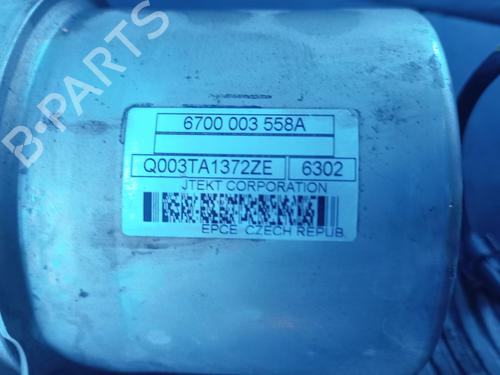 B-PARTS
6700 003 558A
Q003TA1372ZE 6302
JTEKT CORPORATION
EPCE CZECH REPUB